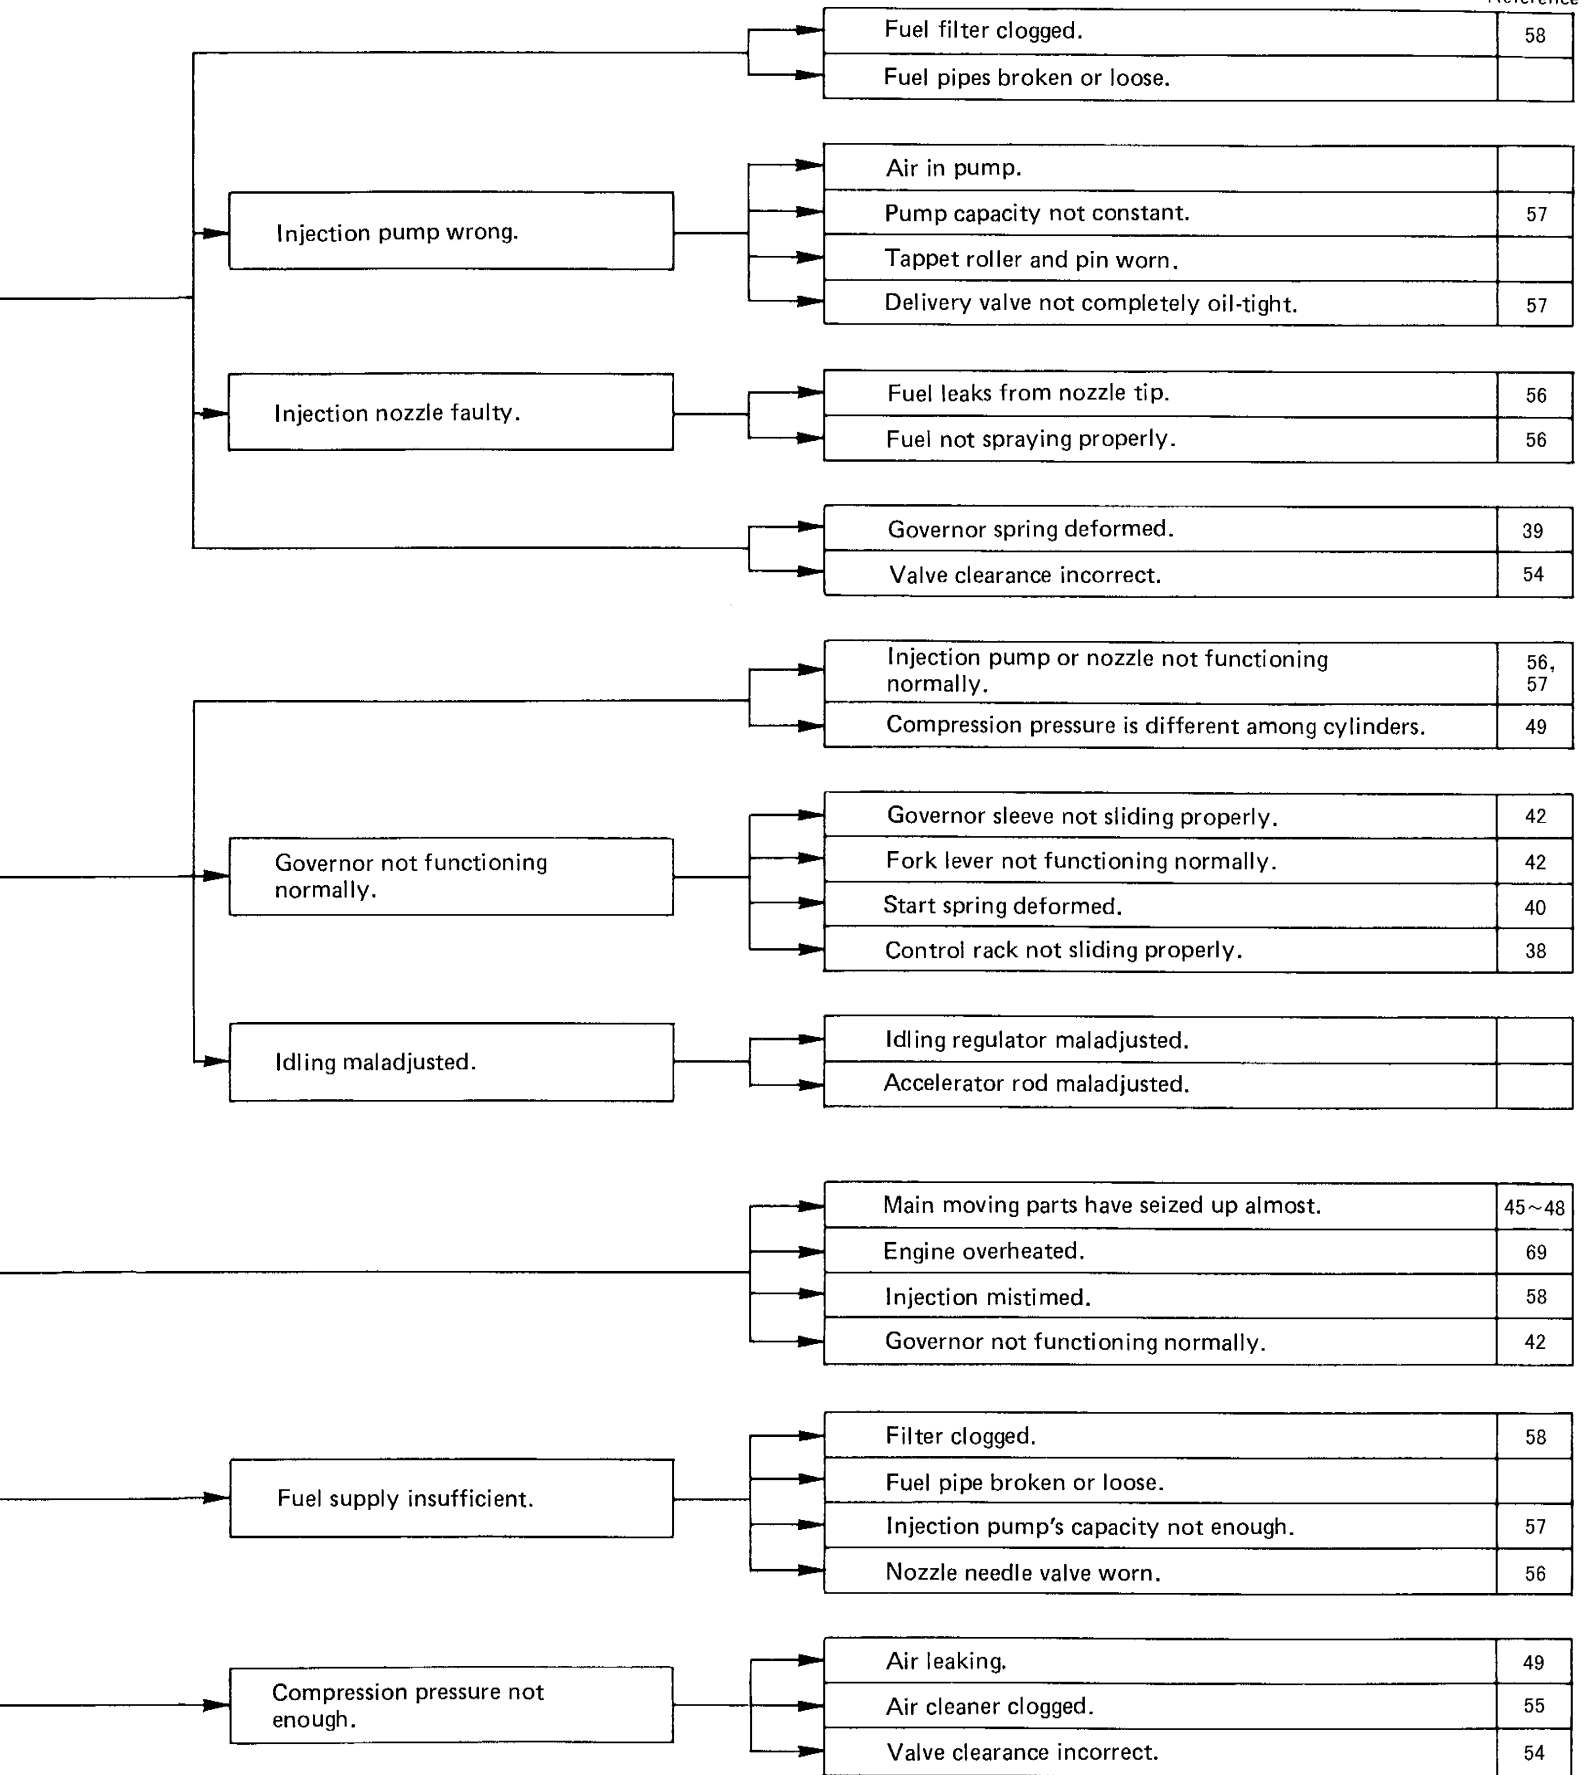 Reference
Fuel filter clogged. 58
Fuel pipes broken or loose.
Injection pump wrong.
Air in pump.
Pump capacity not constant. 57
Tappet roller and pin worn.
Delivery valve not completely oil-tight. 57
Injection nozzle faulty.
Fuel leaks from nozzle tip. 56
Fuel not spraying properly. 56
Governor spring deformed. 39
Valve clearance incorrect. 54
Injection pump or nozzle not functioning 56,
normally. 57
Compression pressure is different among cylinders. 49
Governor not functioning
normally.
Governor sleeve not sliding properly. 42
Fork lever not functioning normally. 42
Start spring deformed. 40
Control rack not sliding properly. 38
Idling maladjusted.
Idling regulator maladjusted.
Accelerator rod maladjusted.
Main moving parts have seized up almost. 45~48
Engine overheated. 69
Injection mistimed. 58
Governor not functioning normally. 42
Fuel supply insufficient.
Filter clogged. 58
Fuel pipe broken or loose.
Injection pump's capacity not enough. 57
Nozzle needle valve worn. 56
Compression pressure not
enough.
Air leaking. 49
Air cleaner clogged. 55
Valve clearance incorrect. 54